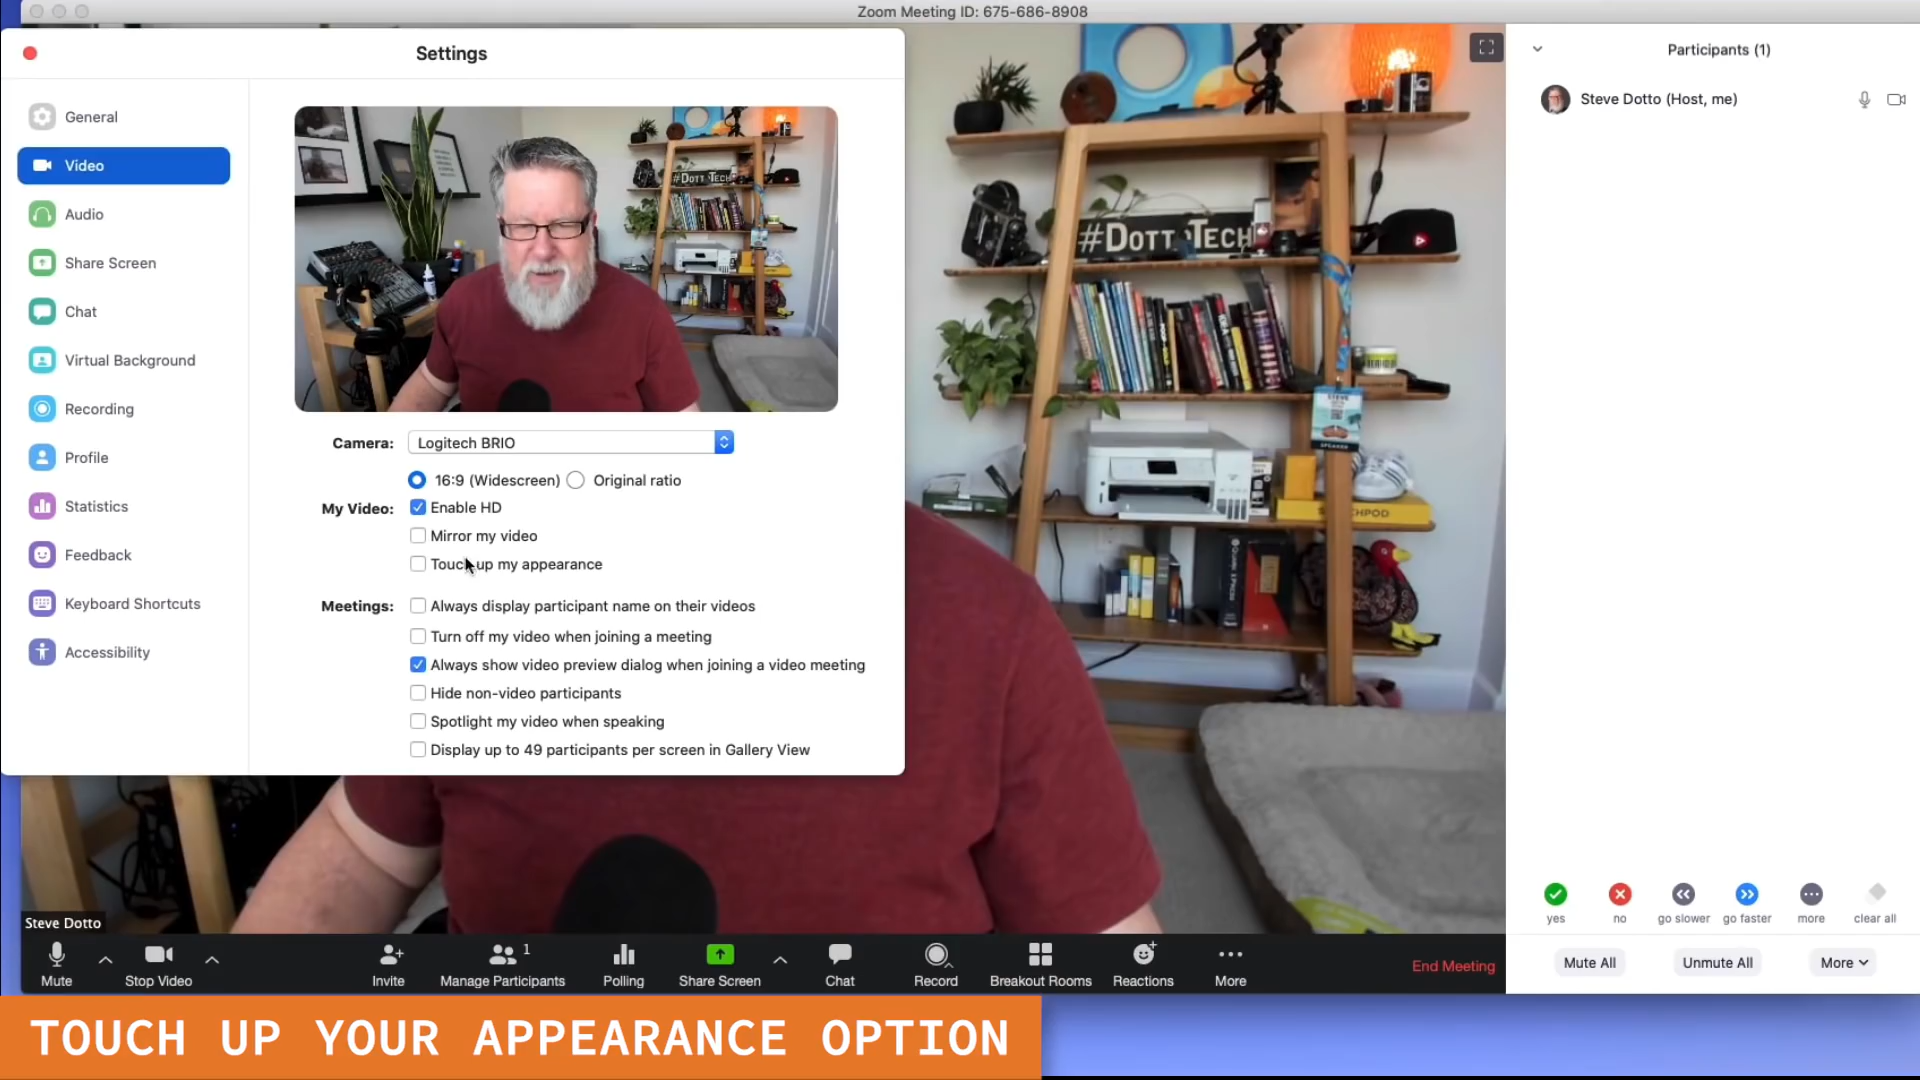 Zoom Meeting ID: 675-686-8908
Settings
General
Video
Audio
Share Screen
Chat
Virtual Background
Recording
Profile
Statistics
Feedback
Keyboard Shortcuts
Accessibility
#DOTTOTECH
Camera:
Logitech BRIO
16:9 (Widescreen)
Original ratio
My Video:
Enable HD
Mirror my video
Touch up my appearance
Meetings:
Always display participant name on their videos
Turn off my video when joining a meeting
Always show video preview dialog when joining a video meeting
Hide non-video participants
Spotlight my video when speaking
Display up to 49 participants per screen in Gallery View
#DOTTOTECH
STEVE
SPEAKER
Participants (1)
Steve Dotto (Host, me)
yes
no
go slower
go faster
more
clear all
Mute All
Unmute All
More
Steve Dotto
Mute
Stop Video
Invite
1
Manage Participants
Polling
Share Screen
Chat
Record
Breakout Rooms
Reactions
More
End Meeting
TOUCH UP YOUR APPEARANCE OPTION